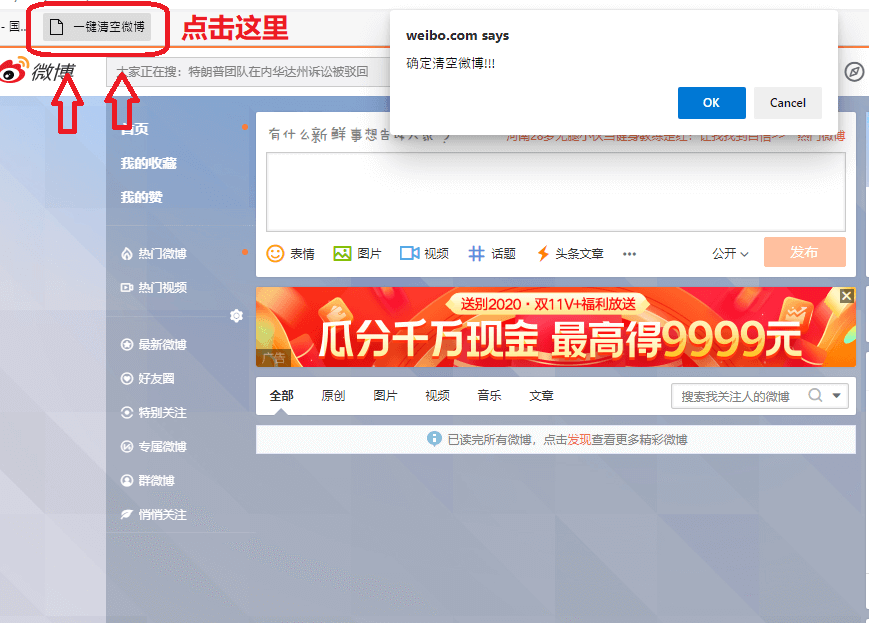 - 国...
一键清空微博
点击这里
weibo.com says
确定清空微博!!!
OK
Cancel
微博
大家正在搜：特朗普团队在内华达州诉讼被驳回
首页
我的收藏
我的赞
热门微博
热门视频
最新微博
好友圈
特别关注
专属微博
群微博
悄悄关注
有什么新鲜事想告诉大家？
热门微博
表情
图片
视频
话题
头条文章
公开
发布
送别2020·双11V+福利放送
瓜分千万现金 最高得9999元
广告
全部
原创
图片
视频
音乐
文章
搜索我关注人的微博
已读完所有微博，点击发现查看更多精彩微博